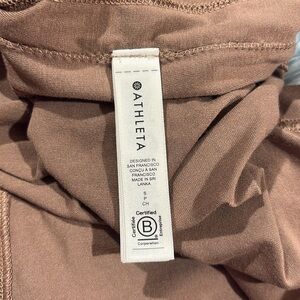 ATHLETA
DESIGNED IN
SAN FRANCISCO
CONÇU À SAN
FRANCISCO
MADE IN SRI
LANKA
S
P
CH
Certified
B
Corporation